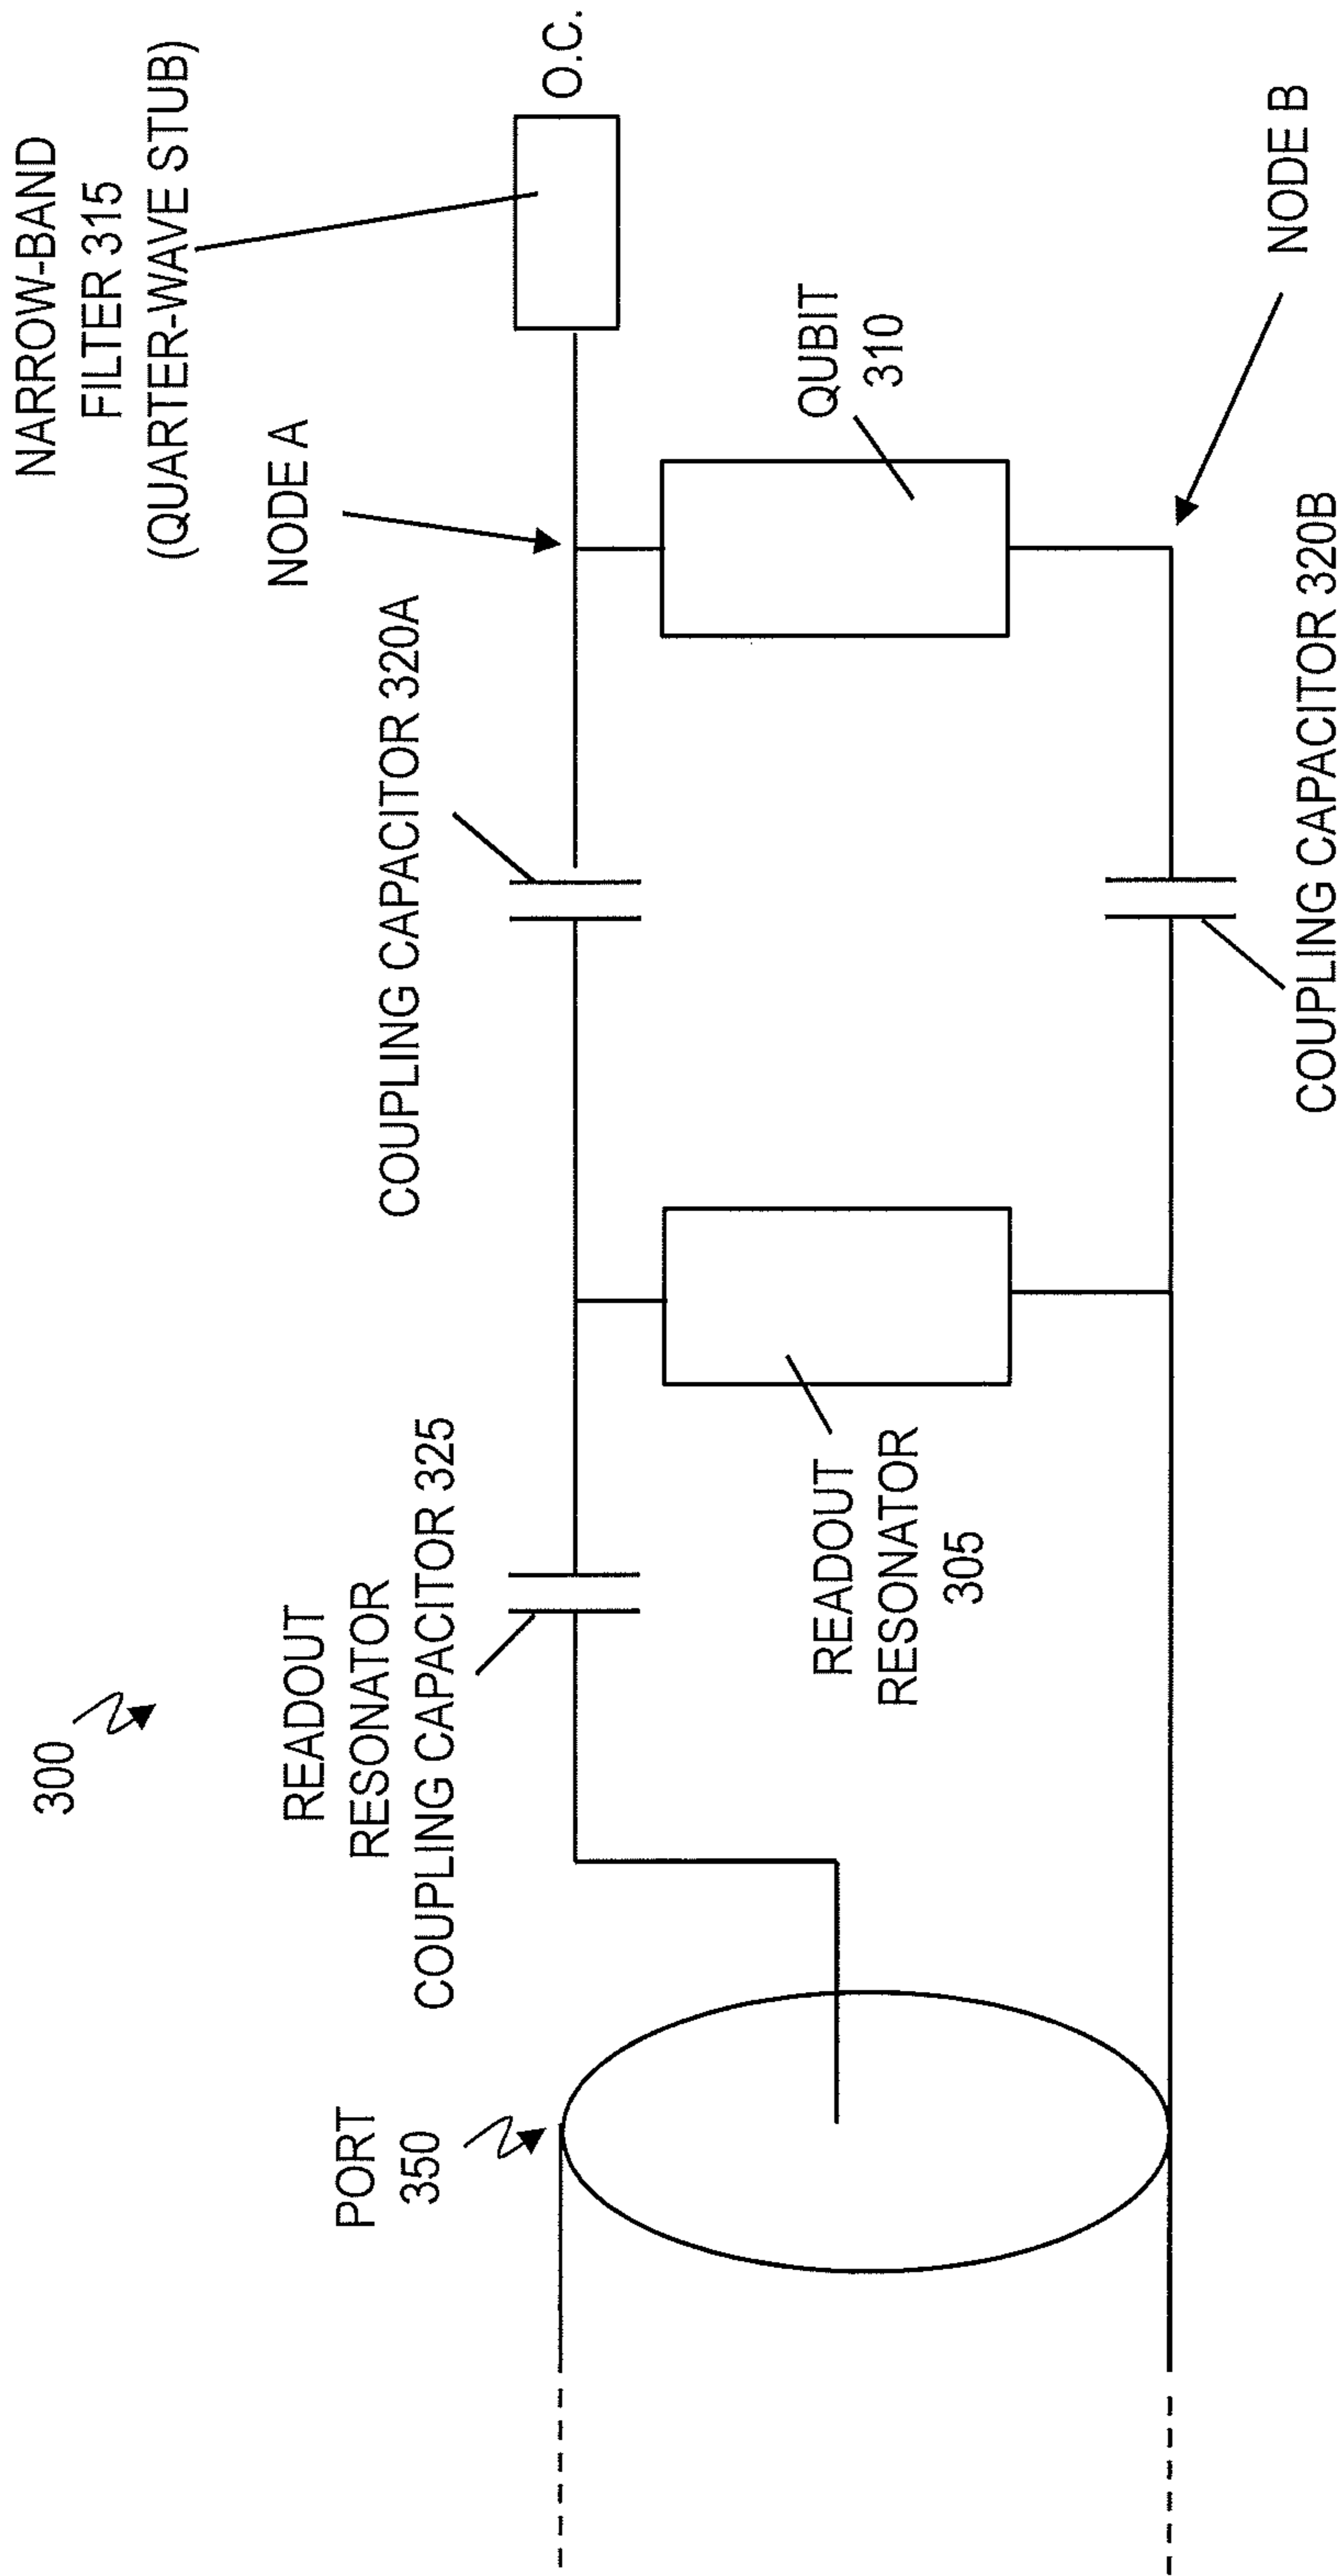 300
NARROW-BAND
FILTER 315
(QUARTER-WAVE STUB)
READOUT
RESONATOR
COUPLING CAPACITOR 325
COUPLING CAPACITOR 320A
NODE A
PORT
350
O.C.
READOUT
RESONATOR
305
QUBIT
310
NODE B
COUPLING CAPACITOR 320B